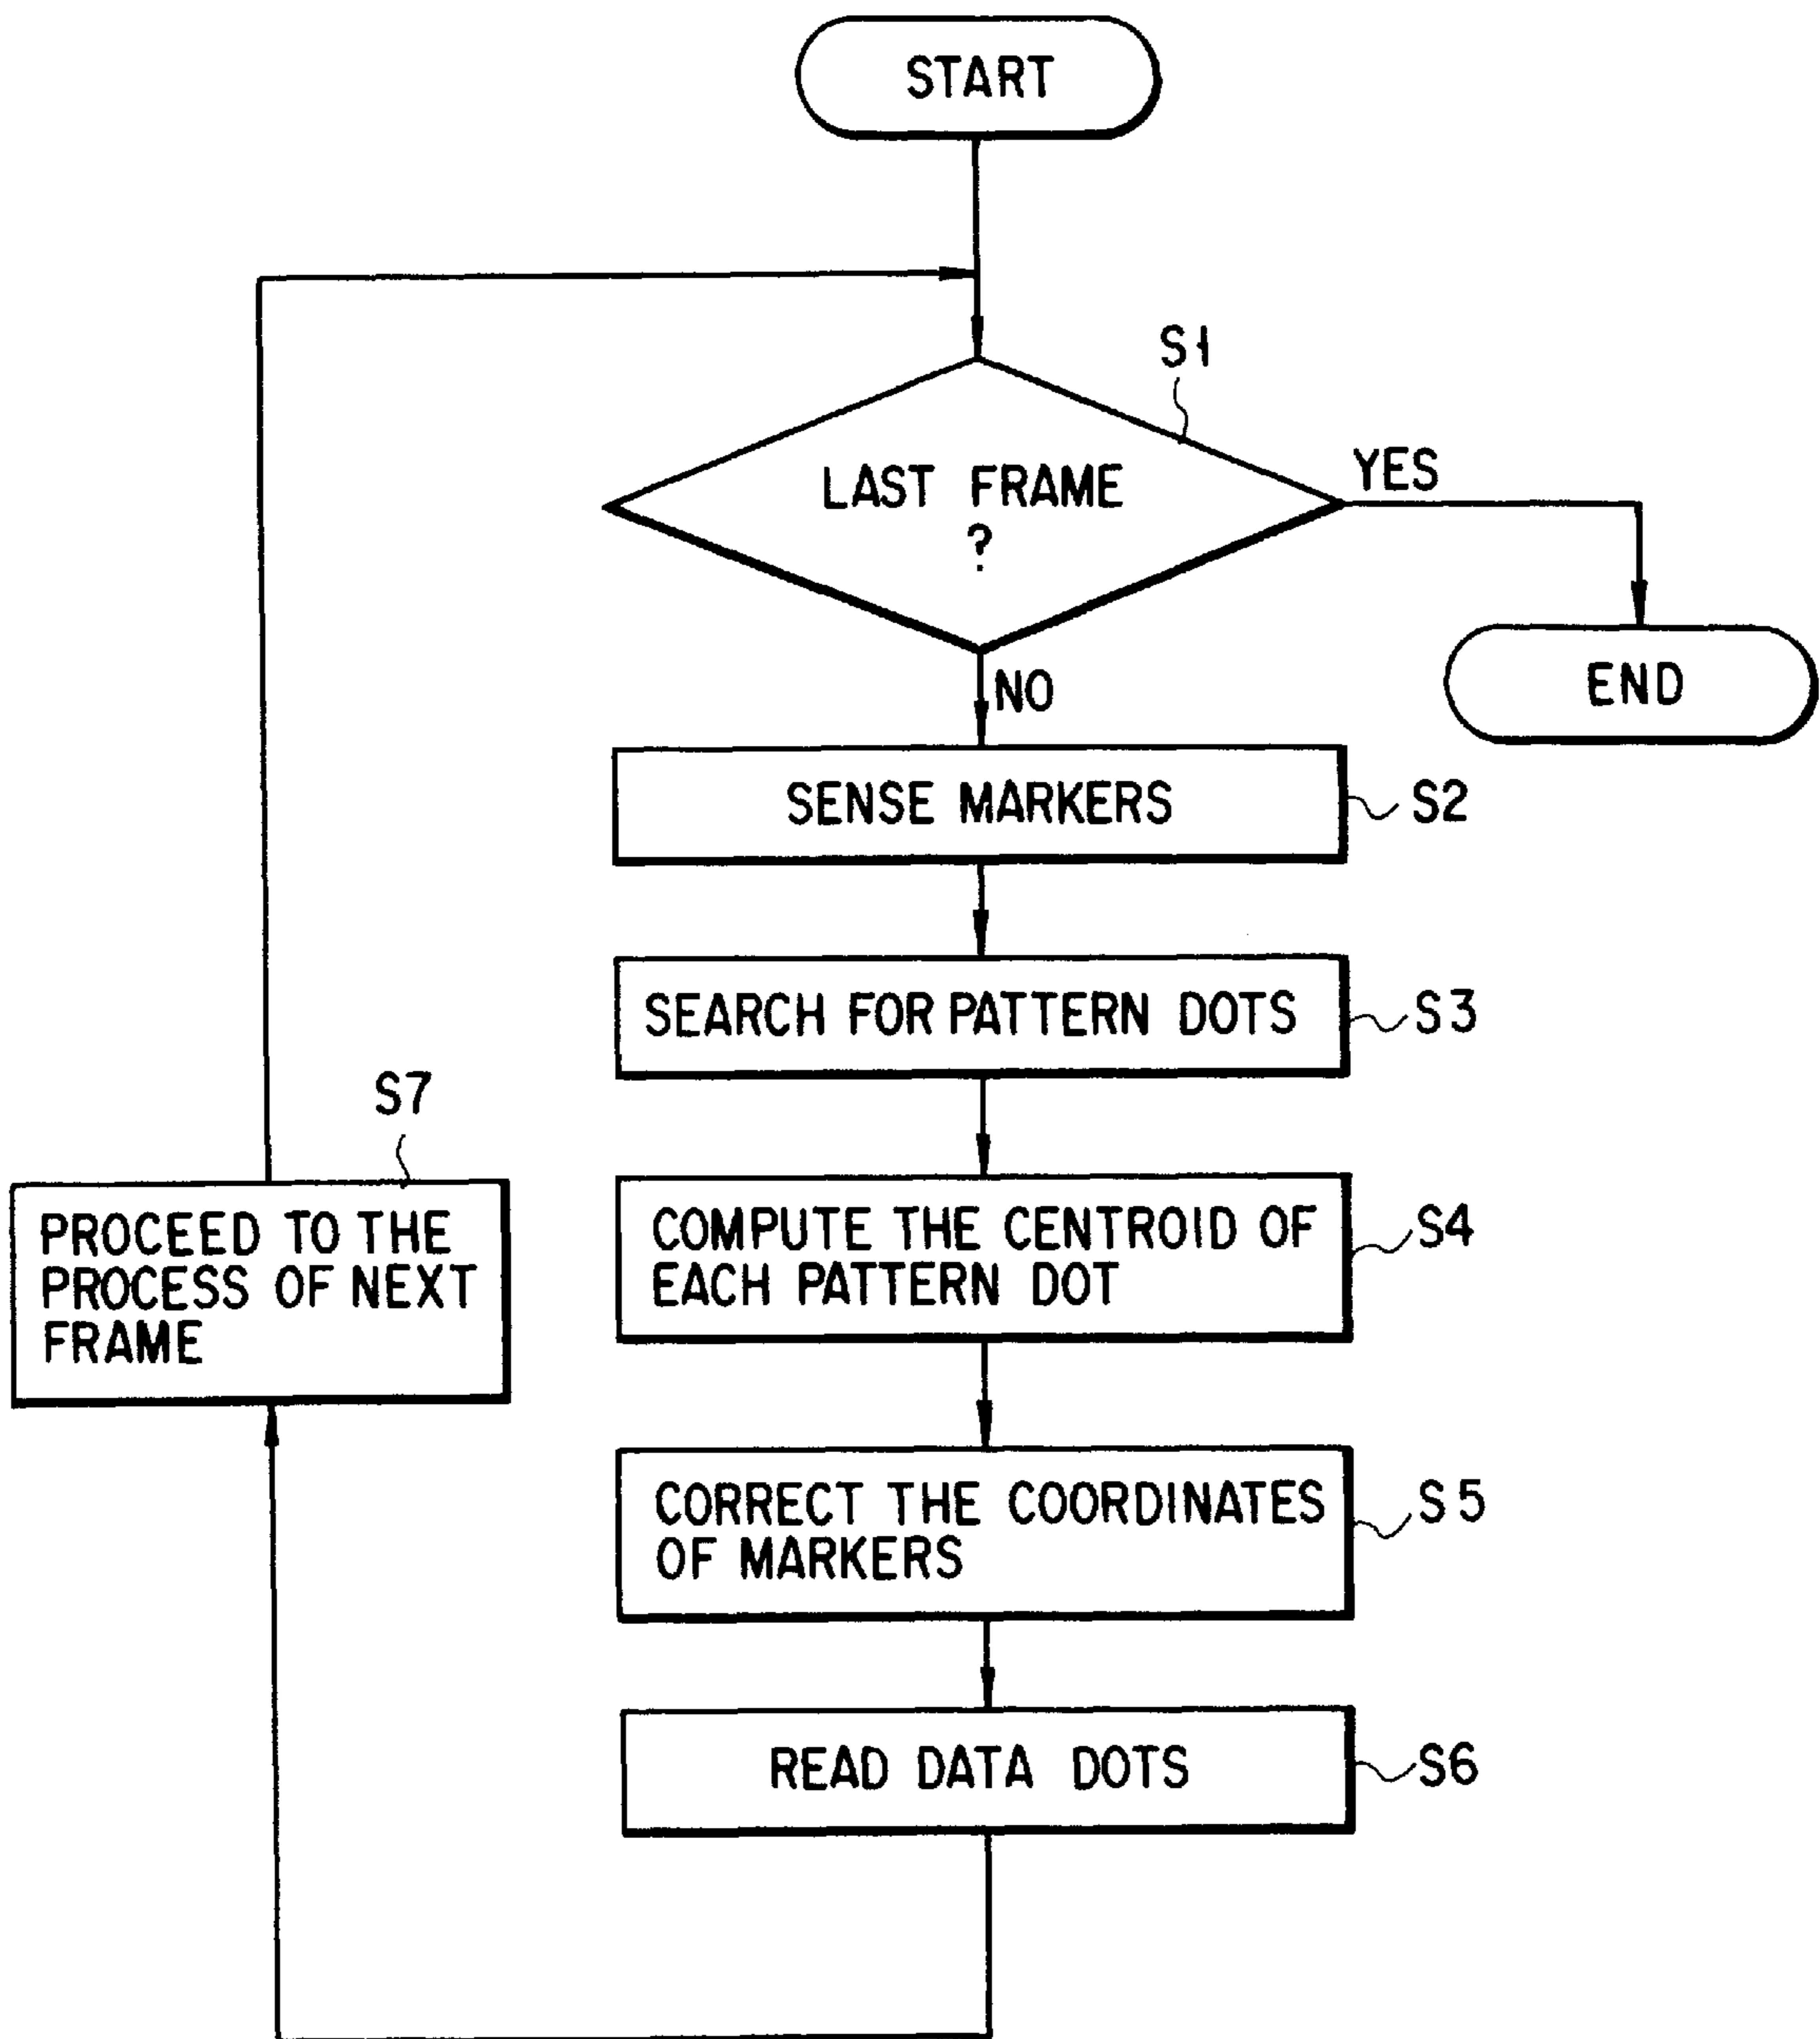 START
S1
LAST FRAME
?
YES
NO
END
SENSE MARKERS
S2
SEARCH FOR PATTERN DOTS
S3
S7
PROCEED TO THE
PROCESS OF NEXT
FRAME
COMPUTE THE CENTROID OF
EACH PATTERN DOT
S4
CORRECT THE COORDINATES
OF MARKERS
S5
READ DATA DOTS
S6